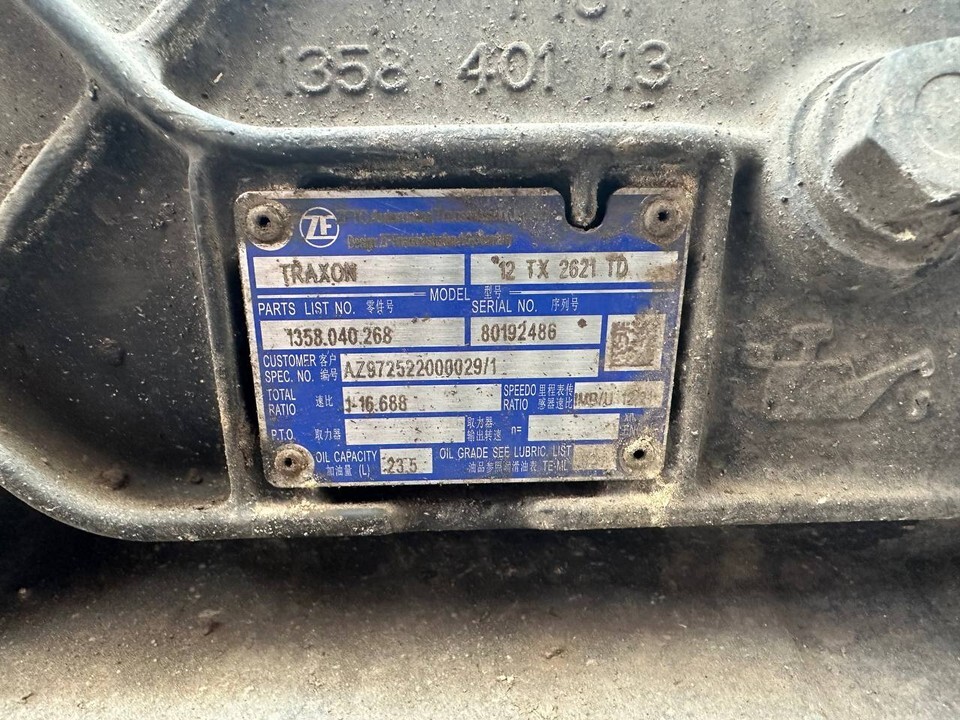 1358 401 113
ZF
TRAXON 12 TX 2621 TD
MODEL 型号
PARTS LIST NO. 零件号 SERIAL NO. 序列号
1358.040.268 80192486
CUSTOMER 客户
SPEC. NO. 编号 AZ972522000029/1
TOTAL RATIO 速比 1-16.688 SPEEDO RATIO 里程表传感器速比
P.T.O. 取力器 取力器输出转速 n=
OIL CAPACITY 加油量 (L) 23.5 OIL GRADE SEE LUBRIC. LIST
油品参照润滑油表 TE-ML